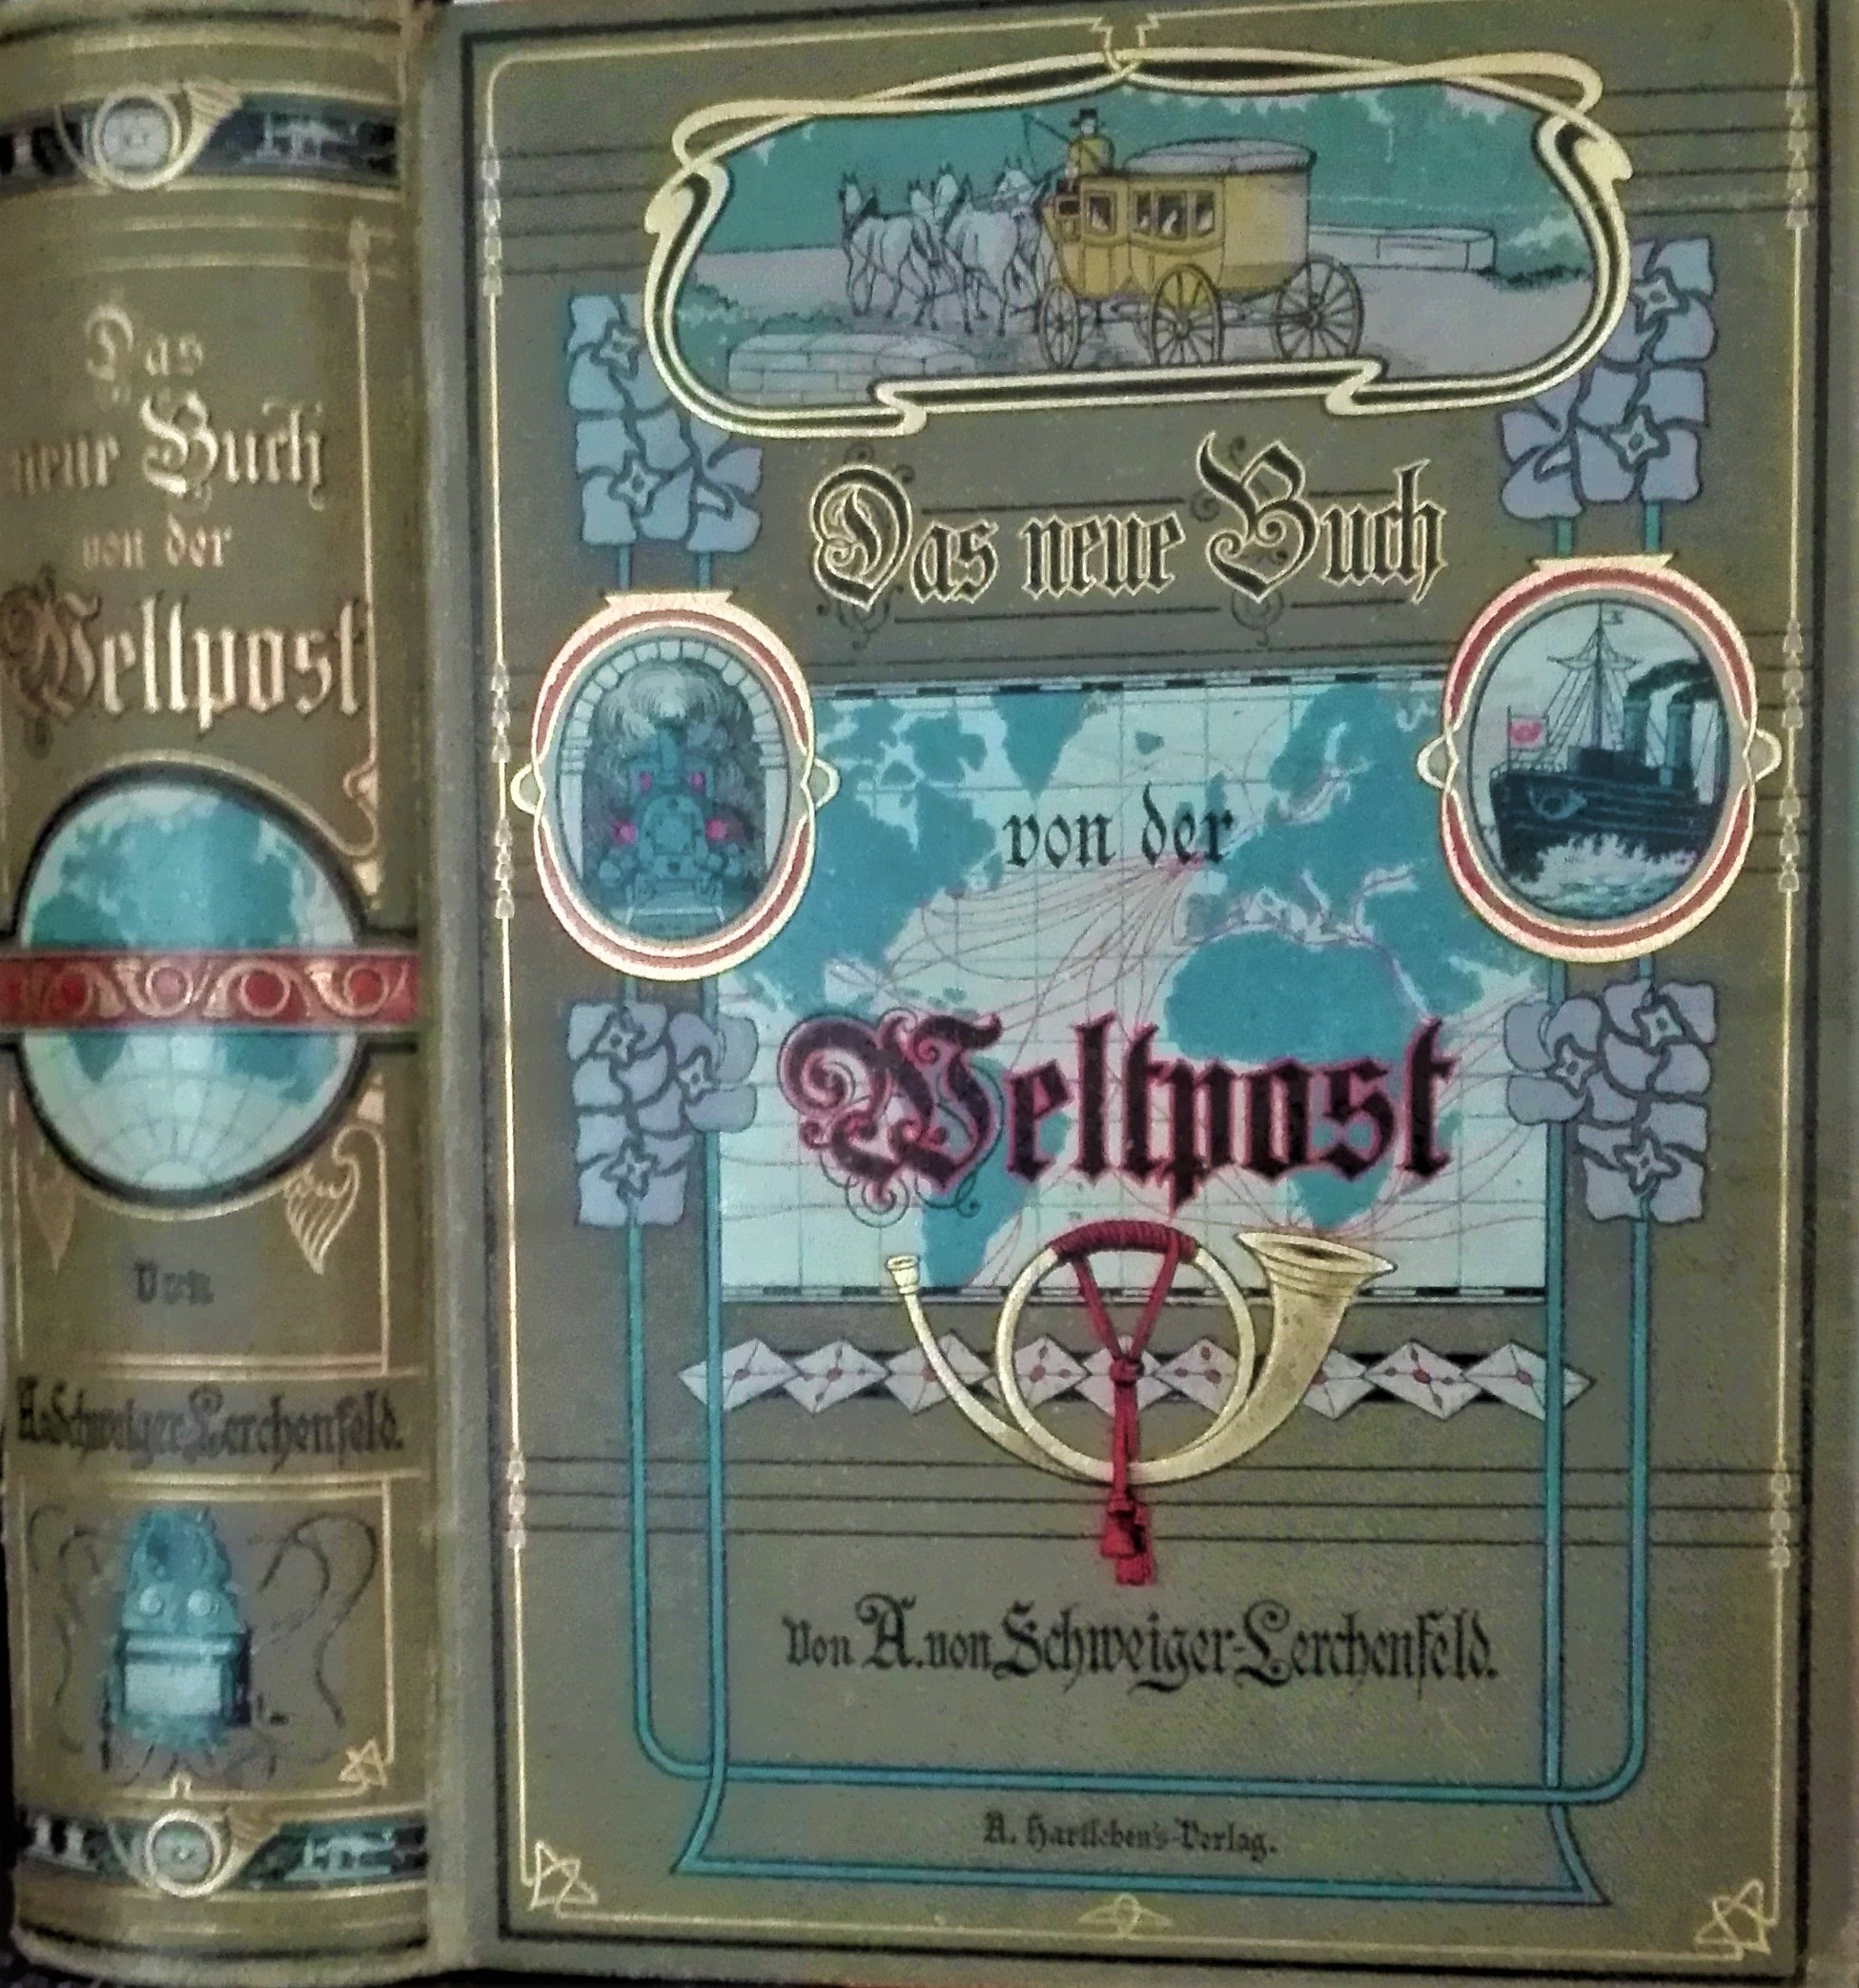 Das
neue Buch
von der
Weltpost
Von
A.v.Schweiger-Lerchenfeld.
Das neue Buch
von der
Weltpost
Von A. von Schweiger-Lerchenfeld.
A. Hartleben's Verlag.